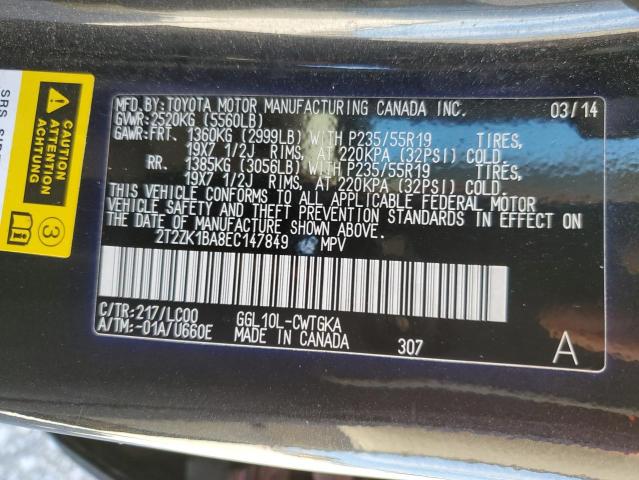 SRS
CAUTION
ATTENTION
ACHTUNG
3
MFD.BY:TOYOTA MOTOR MANUFACTURING CANADA INC. 03/14
GVWR:2520KG (5560LB)
GAWR:FRT. 1360KG (2999LB) WITH P235/55R19 TIRES,
19X7 1/2J RIMS, AT 220KPA (32PSI) COLD.
RR. 1385KG (3056LB) WITH P235/55R19 TIRES,
19X7 1/2J RIMS, AT 220KPA (32PSI) COLD.
THIS VEHICLE CONFORMS TO ALL APPLICABLE FEDERAL MOTOR
VEHICLE SAFETY AND THEFT PREVENTION STANDARDS IN EFFECT ON
THE DATE OF MANUFACTURE SHOWN ABOVE.
2T2ZK1BA8EC147849 MPV
C/TR:217/LC00 GGL10L-CWTGKA
A/TM:-01A/U660E MADE IN CANADA 307 A